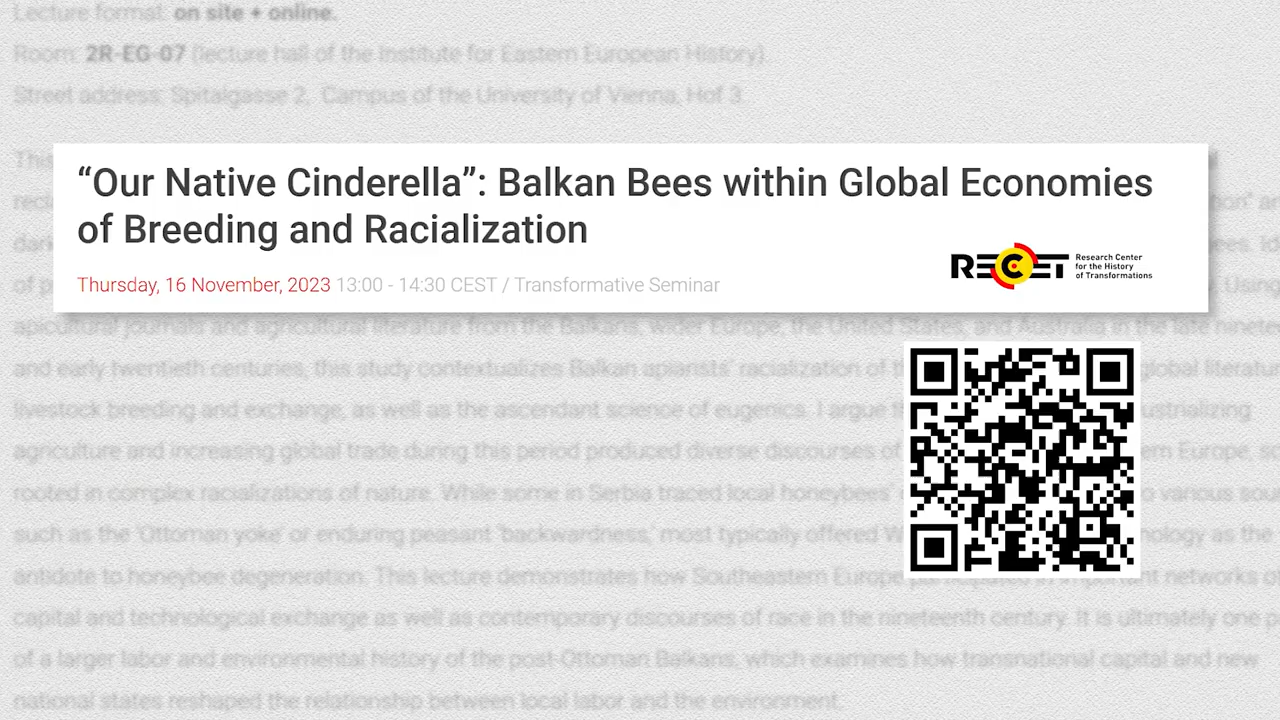 Lecture format: on site + online.
Room: 2R-EG-07 (lecture hall of the Institute for Eastern European History)
Street address: Spitalgasse 2, Campus of the University of Vienna, Hof 3.
“Our Native Cinderella”: Balkan Bees within Global Economies
of Breeding and Racialization
Thursday, 16 November, 2023 13:00 - 14:30 CEST / Transformative Seminar
RECET Research Center
for the History
of Transformations
apicultural journals and agricultural literature from the Balkans, wider Europe, the United States, and Australia in the late
and early twentieth centuries, this study contextualizes Balkan apiarists’ racialization of global
livestock breeding and exchange as well as the ascendant science of eugenics. I argue
agriculture and increasing global trade during this period produced diverse discourses of Europe,
rooted in complex racializations of nature. While some in Serbia traced local honeybees’ various
such as the ‘Ottoman yoke’ or enduring peasant ‘backwardness,’ most typically offered as the
antidote to honeybee lecture demonstrates how Southeastern Europe participated in important networks
capital and technological exchange as well as contemporary discourses of race in the nineteenth century. It is ultimately one
of a larger labor and environmental history of the post-Ottoman Balkans, which examines how transnational capital and new
national states reshaped the relationship between local labor and the environment.